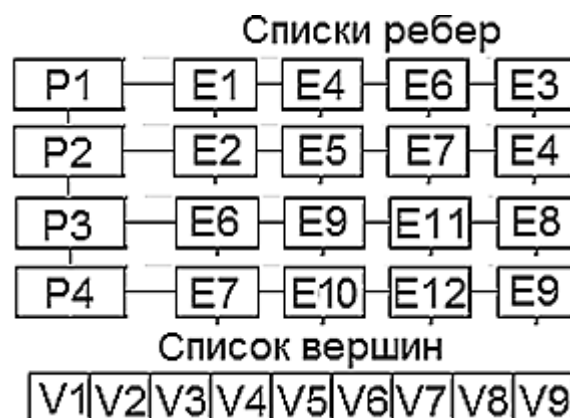 Списки ребер
P1 E1 E4 E6 E3
P2 E2 E5 E7 E4
P3 E6 E9 E11 E8
P4 E7 E10 E12 E9
Список вершин
V1 V2 V3 V4 V5 V6 V7 V8 V9